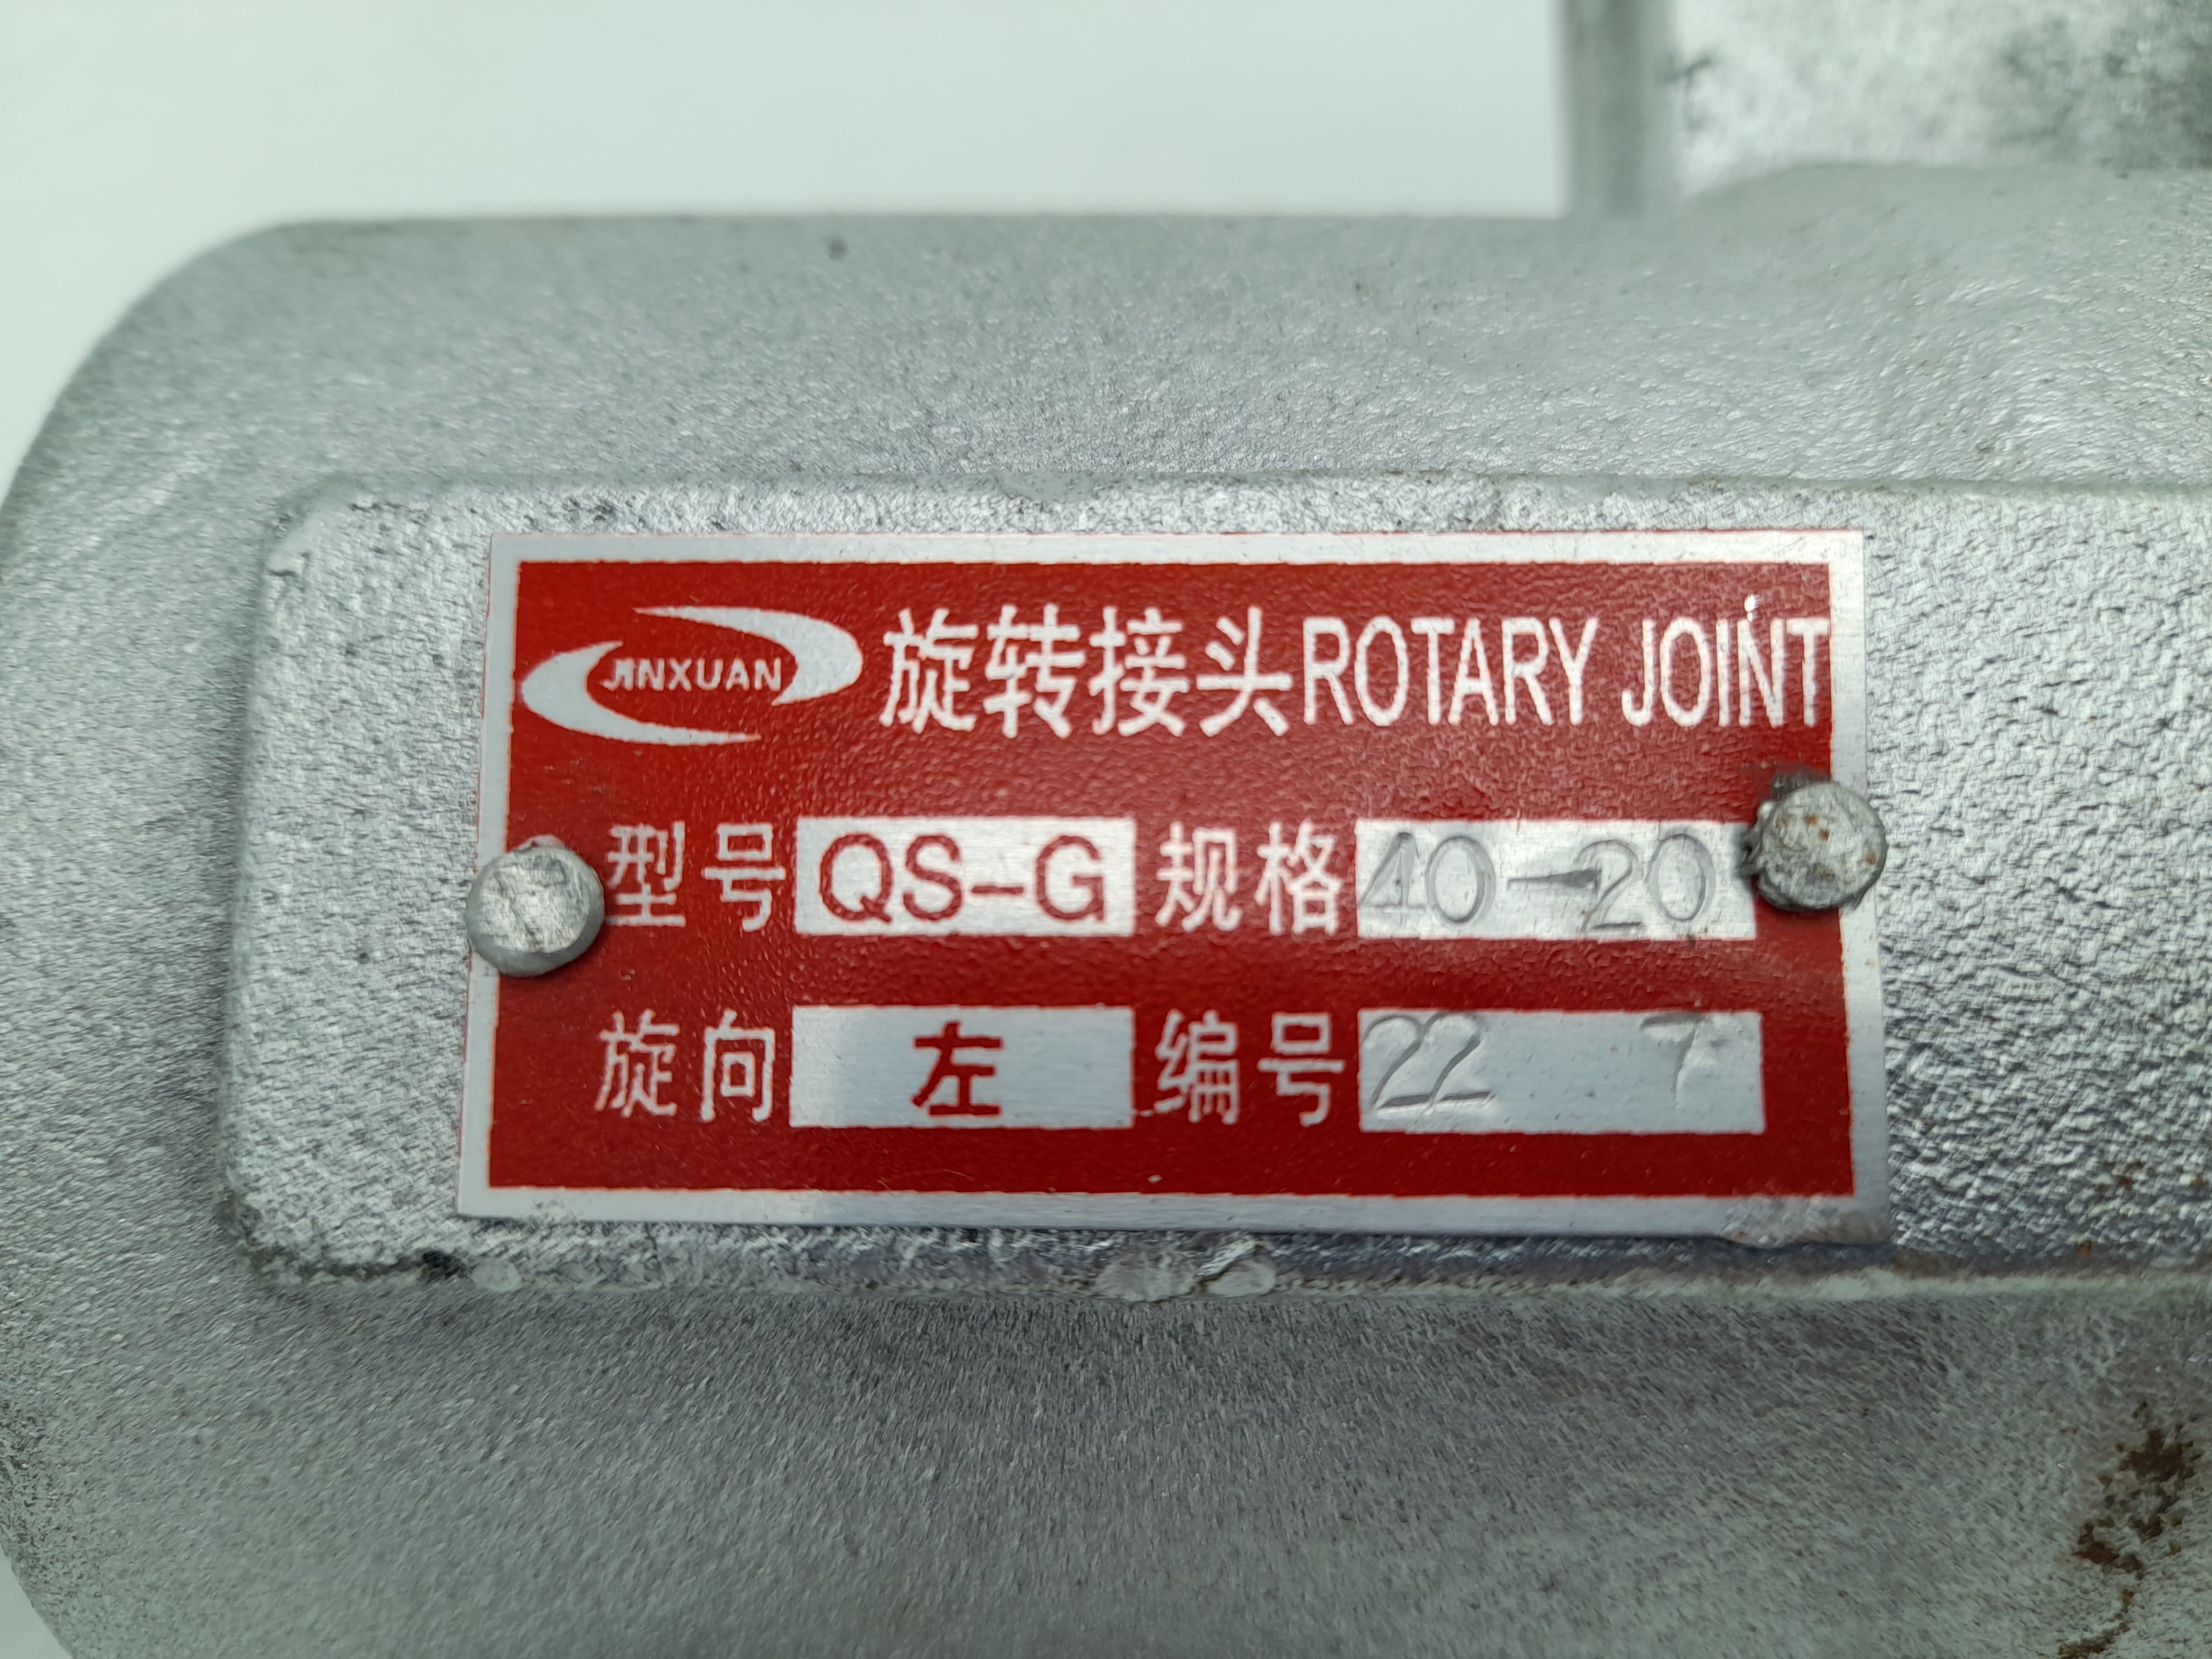 JINXUAN 旋转接头ROTARY JOINT
型号 QS-G 规格 40-20
旋向 左 编号 22 7